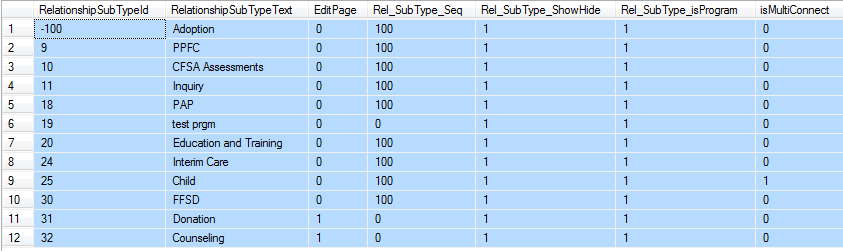 RelationshipSubTypeId RelationshipSubTypeText EditPage Rel_SubType_Seq Rel_SubType_ShowHide Rel_SubType_isProgram isMultiConnect
1 -100 Adoption 0 100 1 1 0
2 9 PPFC 0 100 1 1 0
3 10 CFSA Assessments 0 100 1 1 0
4 11 Inquiry 0 100 1 1 0
5 18 PAP 0 100 1 1 0
6 19 test prgm 0 0 1 1 0
7 20 Education and Training 0 100 1 1 0
8 24 Interim Care 0 100 1 1 0
9 25 Child 0 100 1 1 1
10 30 FFSD 0 100 1 1 0
11 31 Donation 1 0 1 1 0
12 32 Counseling 1 0 1 1 0